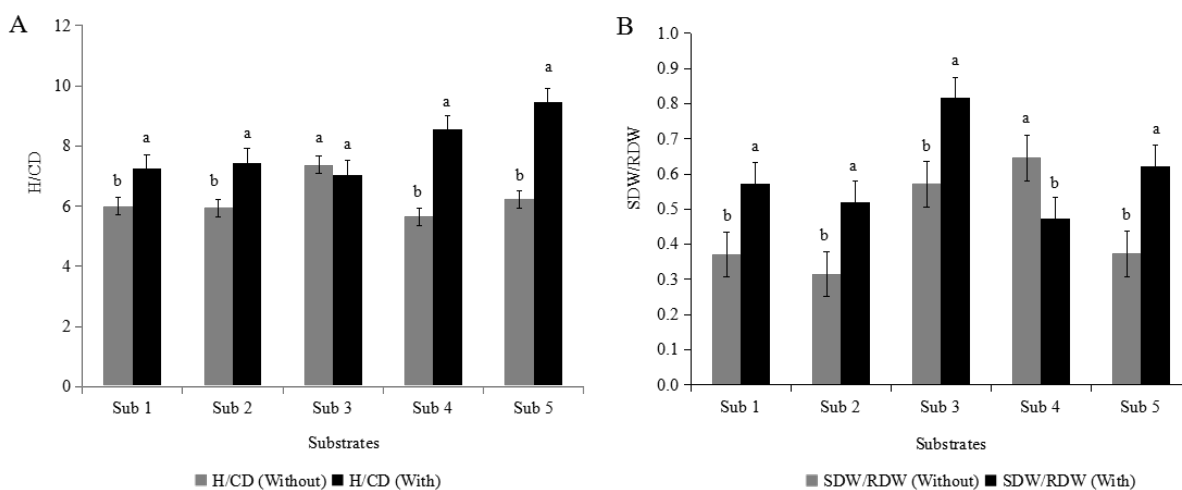 A
H/CD
12
10
8
6
4
2
0
b
a
b
a
a
a
b
a
b
a
Sub 1 Sub 2 Sub 3 Sub 4 Sub 5
Substrates
H/CD (Without) H/CD (With)
B
SDW/RDW
1.0
0.9
0.8
0.7
0.6
0.5
0.4
0.3
0.2
0.1
0.0
b
a
b
a
b
a
a
b
b
a
Sub 1 Sub 2 Sub 3 Sub 4 Sub 5
Substrates
SDW/RDW (Without) SDW/RDW (With)